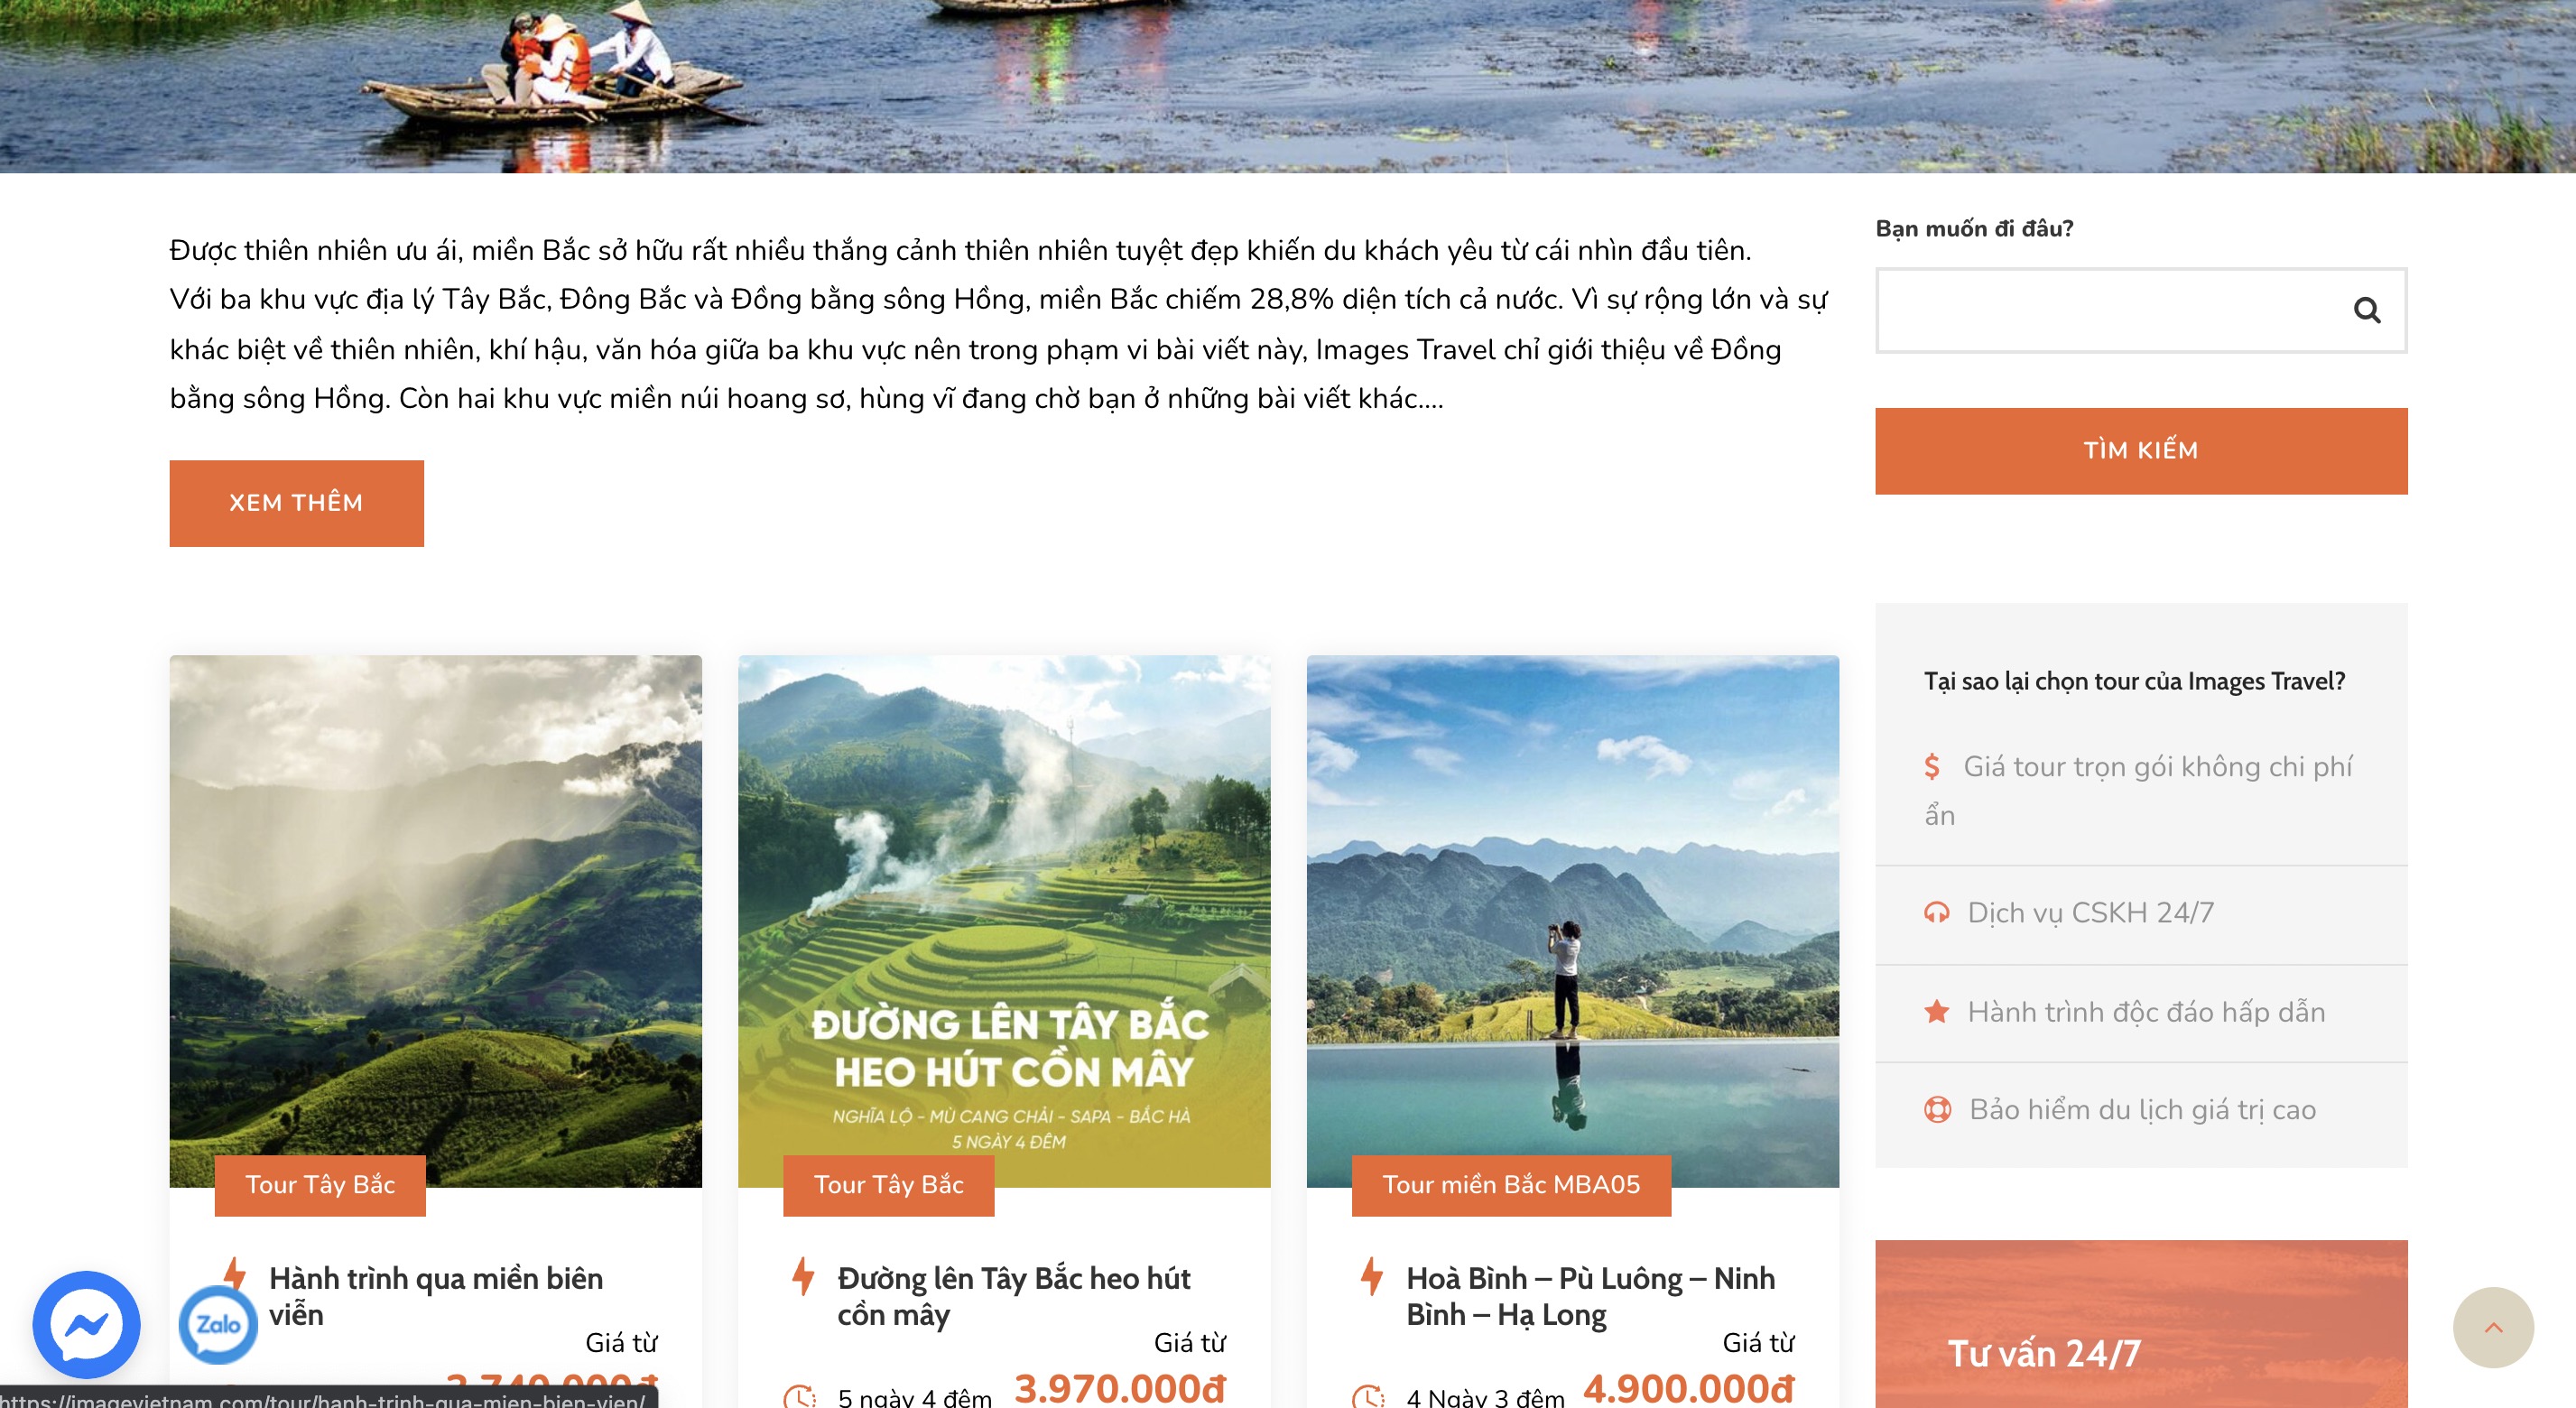 Được thiên nhiên ưu ái, miền Bắc sở hữu rất nhiều thắng cảnh thiên nhiên tuyệt đẹp khiến du khách yêu từ cái nhìn đầu tiên.
Với ba khu vực địa lý Tây Bắc, Đông Bắc và Đồng bằng sông Hồng, miền Bắc chiếm 28,8% diện tích cả nước. Vì sự rộng lớn và sự
khác biệt về thiên nhiên, khí hậu, văn hóa giữa ba khu vực nên trong phạm vi bài viết này, Images Travel chỉ giới thiệu về Đồng
bằng sông Hồng. Còn hai khu vực miền núi hoang sơ, hùng vĩ đang chờ bạn ở những bài viết khác....
XEM THÊM
Bạn muốn đi đâu?
TÌM KIẾM
Tại sao lại chọn tour của Images Travel?
$ Giá tour trọn gói không chi phí
ẩn
Dịch vụ CSKH 24/7
Hành trình độc đáo hấp dẫn
Bảo hiểm du lịch giá trị cao
Tư vấn 24/7
Tour Tây Bắc
Hành trình qua miền biên
viễn
Giá từ
3.740.000đ
ĐƯỜNG LÊN TÂY BẮC
HEO HÚT CỒN MÂY
NGHĨA LỘ - MÙ CANG CHẢI - SAPA - BẮC HÀ
5 NGÀY 4 ĐÊM
Tour Tây Bắc
Đường lên Tây Bắc heo hút
cồn mây
Giá từ
5 ngày 4 đêm 3.970.000đ
Tour miền Bắc MBA05
Hoà Bình – Pù Luông – Ninh
Bình – Hạ Long
Giá từ
4 Ngày 3 đêm 4.900.000đ
Zalo
https://imagevietnam.com/tour/hanh-trinh-qua-mien-bien-vien/